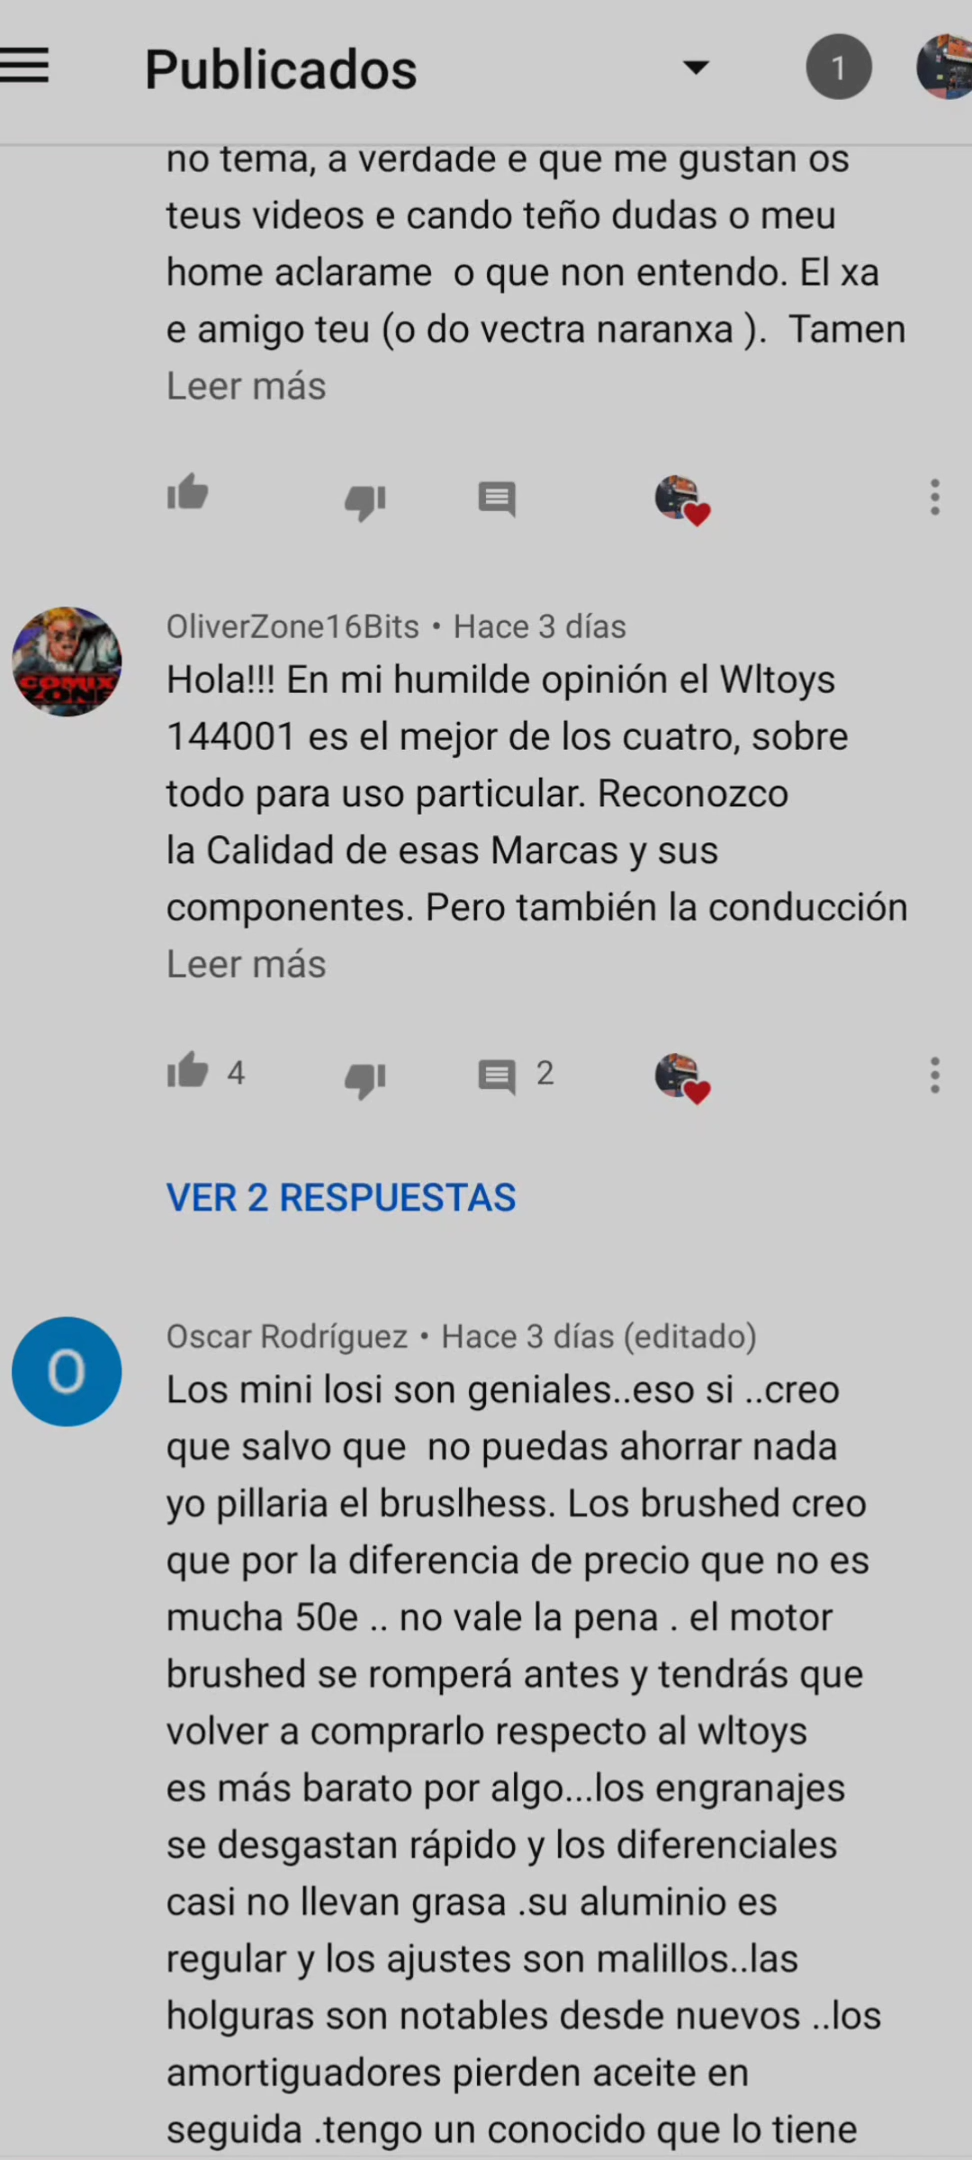 Publicados
1
no tema, a verdade e que me gustan os
teus videos e cando teño dudas o meu
home aclarame  o que non entendo. El xa
e amigo teu (o do vectra naranxa ).  Tamen
Leer más
OliverZone16Bits • Hace 3 días
Hola!!! En mi humilde opinión el Wltoys
144001 es el mejor de los cuatro, sobre
todo para uso particular. Reconozco
la Calidad de esas Marcas y sus
componentes. Pero también la conducción
Leer más
COMIX
ZONE
4
2
VER 2 RESPUESTAS
O
Oscar Rodríguez • Hace 3 días (editado)
Los mini losi son geniales..eso si ..creo
que salvo que  no puedas ahorrar nada
yo pillaria el bruslhess. Los brushed creo
que por la diferencia de precio que no es
mucha 50e .. no vale la pena . el motor
brushed se romperá antes y tendrás que
volver a comprarlo respecto al wltoys
es más barato por algo...los engranajes
se desgastan rápido y los diferenciales
casi no llevan grasa .su aluminio es
regular y los ajustes son malillos..las
holguras son notables desde nuevos ..los
amortiguadores pierden aceite en
seguida .tengo un conocido que lo tiene